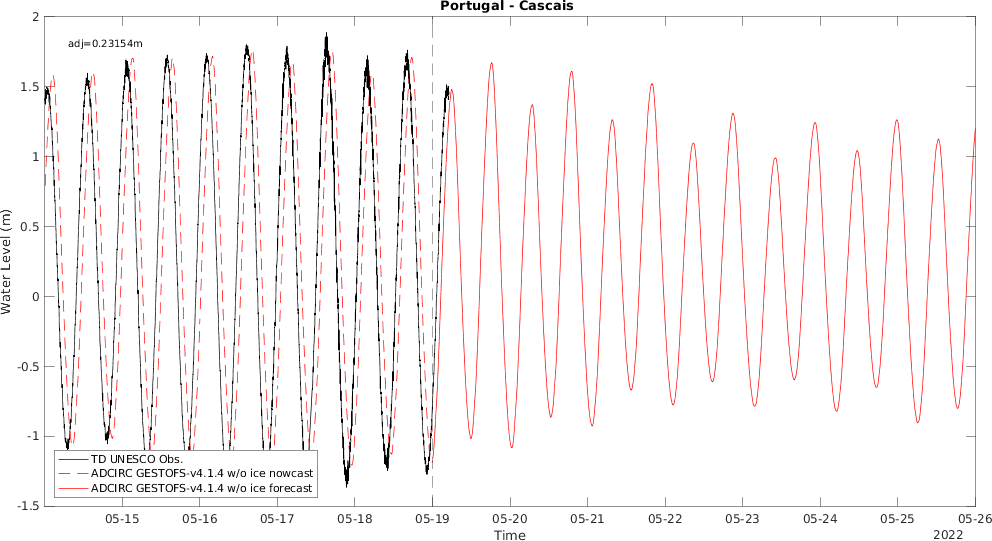 Portugal - Cascais
adj=0.23154m
Water Level (m)
2
1.5
1
0.5
0
-0.5
-1
-1.5
TD UNESCO Obs.
ADCIRC GESTOFS-v4.1.4 w/o ice nowcast
ADCIRC GESTOFS-v4.1.4 w/o ice forecast
05-15 05-16 05-17 05-18 05-19 05-20 05-21 05-22 05-23 05-24 05-25 05-26
Time
2022